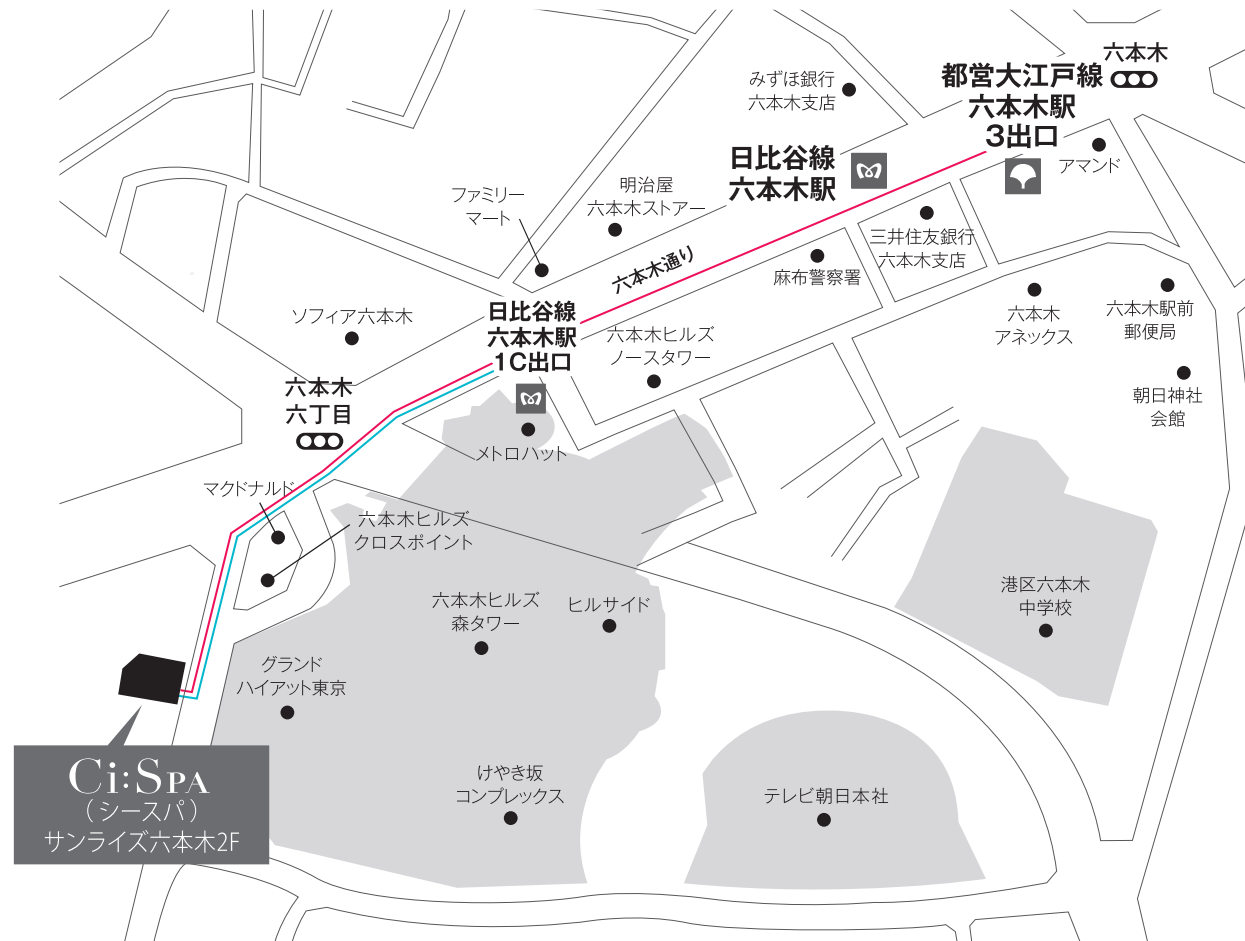 六本木
都営大江戸線
六本木駅
3出口
みずほ銀行
六本木支店
アマンド
日比谷線
六本木駅
明治屋
六本木ストアー
ファミリー
マート
三井住友銀行
六本木支店
六本木通り
麻布警察署
六本木
アネックス
六本木駅前
郵便局
ソフィア六本木
日比谷線
六本木駅
1C出口
六本木ヒルズ
ノースタワー
朝日神社
会館
六本木
六丁目
メトロハット
マクドナルド
六本木ヒルズ
クロスポイント
港区六本木
中学校
六本木ヒルズ
森タワー
ヒルサイド
グランド
ハイアット東京
Ci:SPA
(シースパ)
サンライズ六本木2F
けやき坂
コンプレックス
テレビ朝日本社